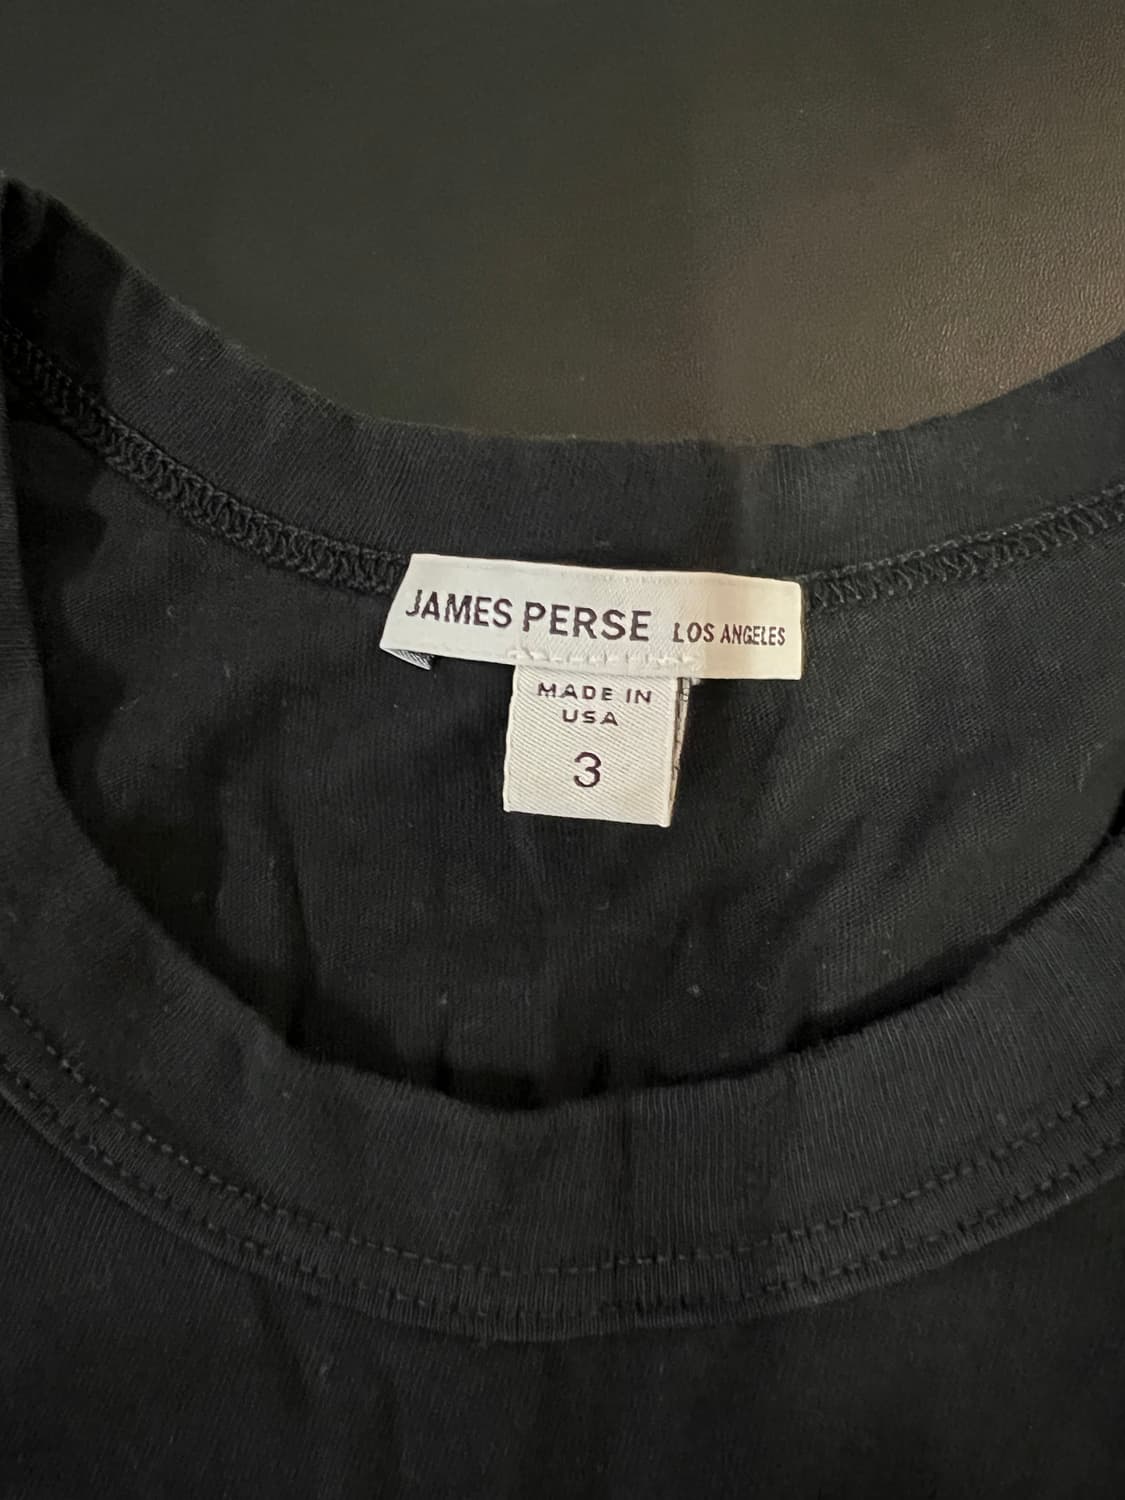 JAMES PERSE LOS ANGELES
MADE IN
USA
3